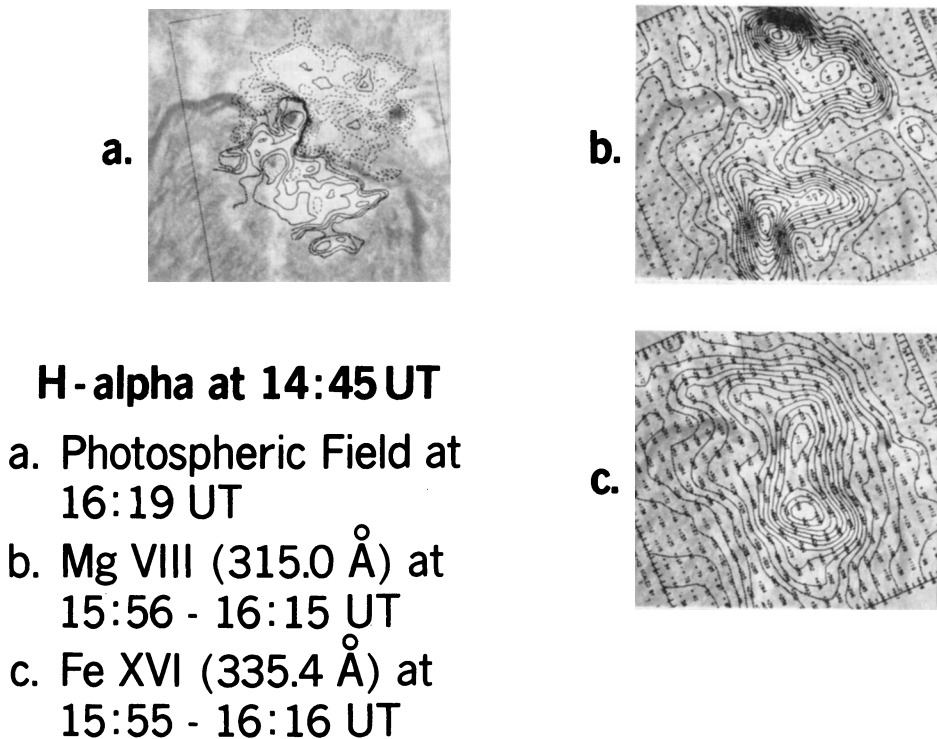 a.
b.
c.
H-alpha at 14:45 UT
a. Photospheric Field at
16:19 UT
b. Mg VIII (315.0 Å) at
15:56 - 16:15 UT
c. Fe XVI (335.4 Å) at
15:55 - 16:16 UT